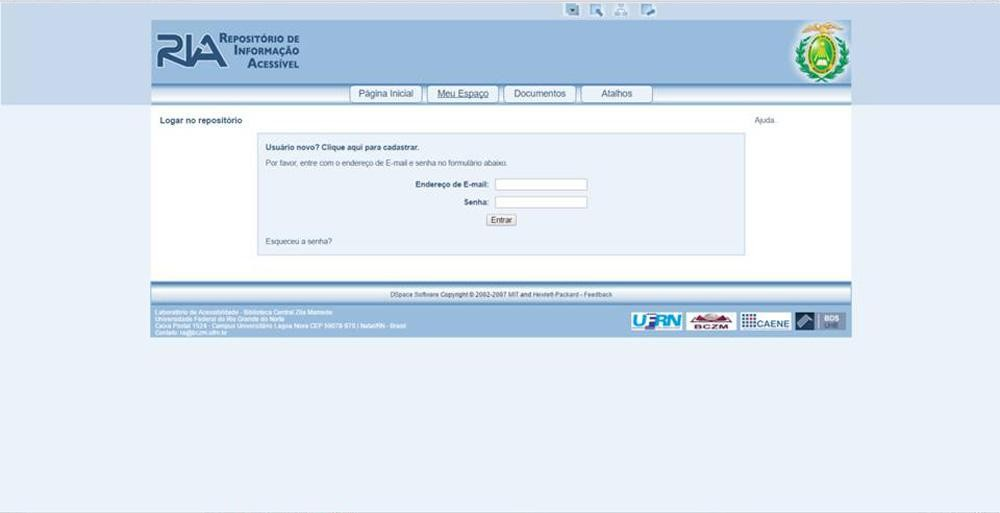 RIA REPOSITÓRIO DE
INFORMAÇÃO
ACESSÍVEL
Página Inicial Meu Espaço Documentos Atalhos
Logar no repositório
Ajuda.
Usuário novo? Clique aqui para cadastrar.
Por favor, entre com o endereço de E-mail e senha no formulário abaixo.
Endereço de E-mail:
Senha:
Entrar
Esqueceu a senha?
DSpace Software Copyright © 2002-2007 MIT and Hewlett-Packard - Feedback
Laboratório de Acessibilidade - Biblioteca Central Zila Mamede
Universidade Federal do Rio Grande do Norte
Caixa Postal 1524 - Campus Universitário Lagoa Nova CEP 59078-970 | Natal/RN - Brasil
Contato: ria@bczm.ufrn.br
UFRN
BCZM
CAENE
BDS
UNB